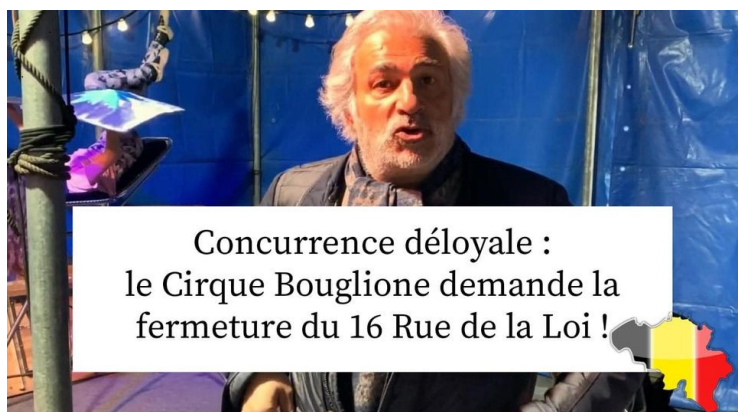 Concurrence déloyale :
le Cirque Bouglione demande la
fermeture du 16 Rue de la Loi !